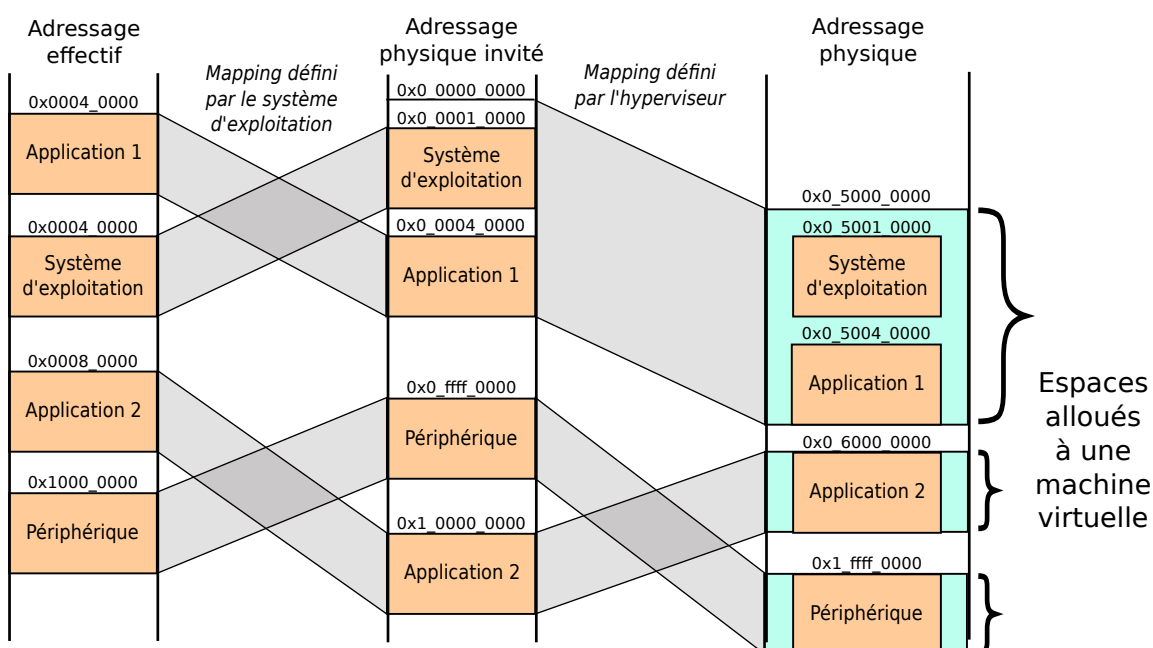 Adressage
effectif
Mapping défini
par le système
d'exploitation
Adressage
physique invité
Mapping défini
par l'hyperviseur
Adressage
physique
0x0004_0000
Application 1
0x0004_0000
Système
d'exploitation
0x0008_0000
Application 2
0x1000_0000
Périphérique
0x0_0000_0000
0x0_0001_0000
Système
d'exploitation
0x0_0004_0000
Application 1
0x0_ffff_0000
Périphérique
0x1_0000_0000
Application 2
0x0_5000_0000
0x0_5001_0000
Système
d'exploitation
0x0_5004_0000
Application 1
0x0_6000_0000
Application 2
0x1_ffff_0000
Périphérique
Espaces
alloués
à une
machine
virtuelle